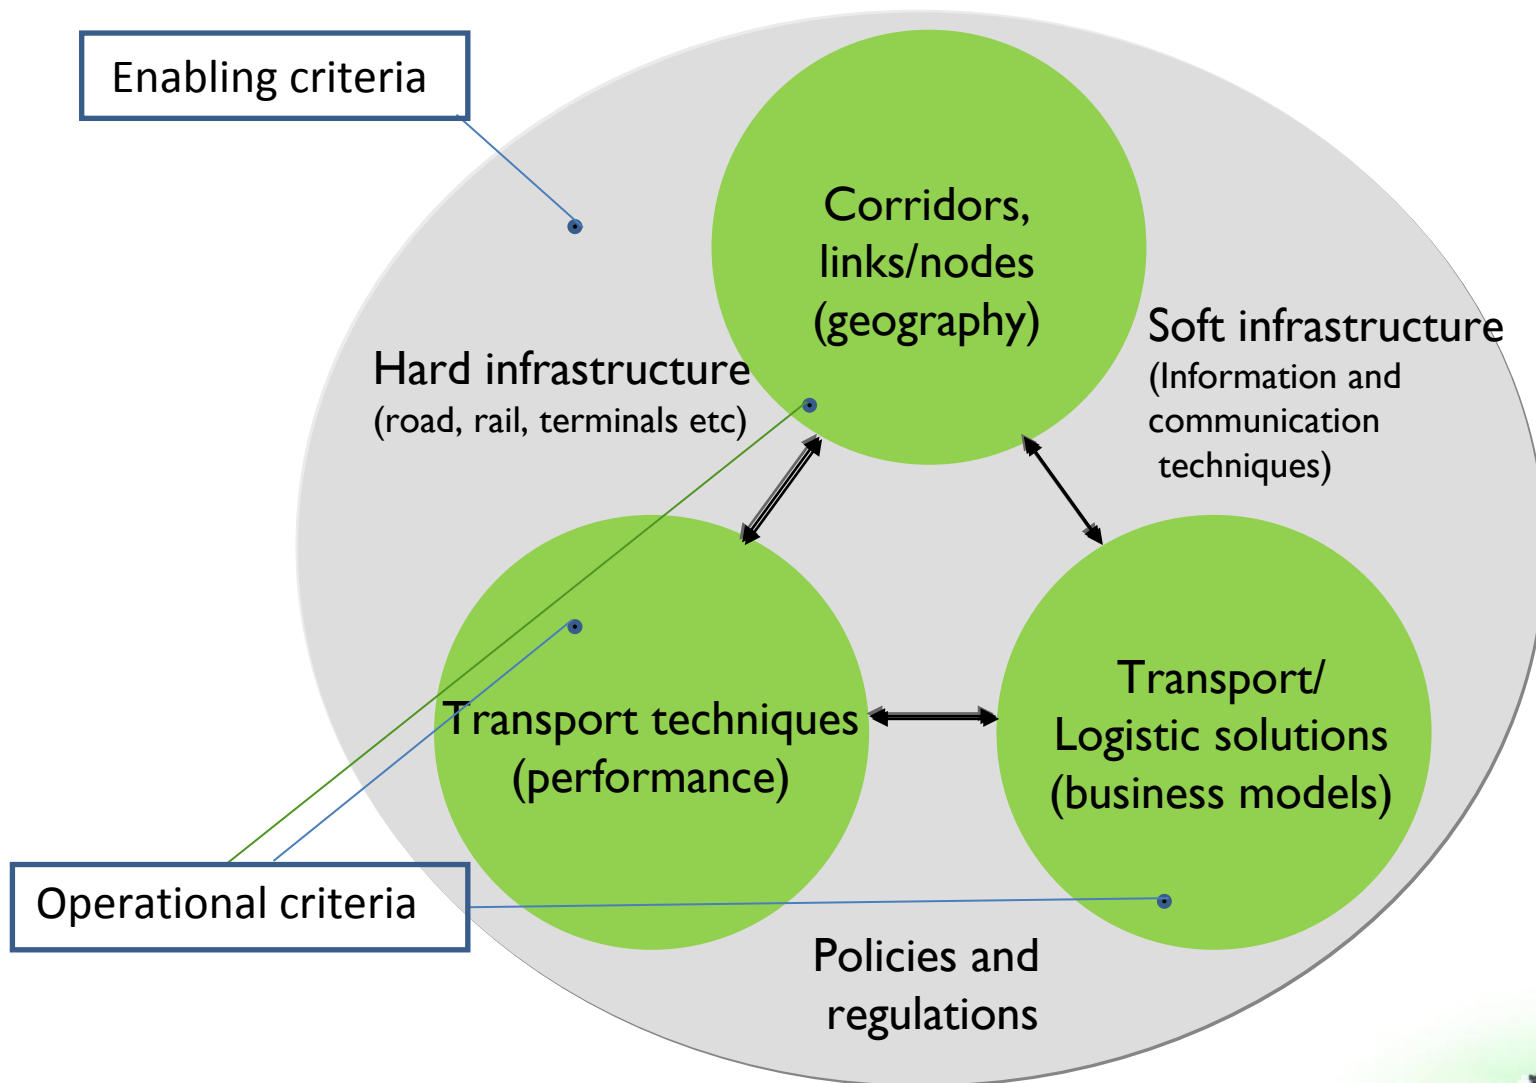 Enabling criteria
Corridors,
links/nodes
(geography)
Hard infrastructure
(road, rail, terminals etc)
Soft infrastructure
(Information and
communication
techniques)
Transport techniques
(performance)
Transport/
Logistic solutions
(business models)
Operational criteria
Policies and
regulations